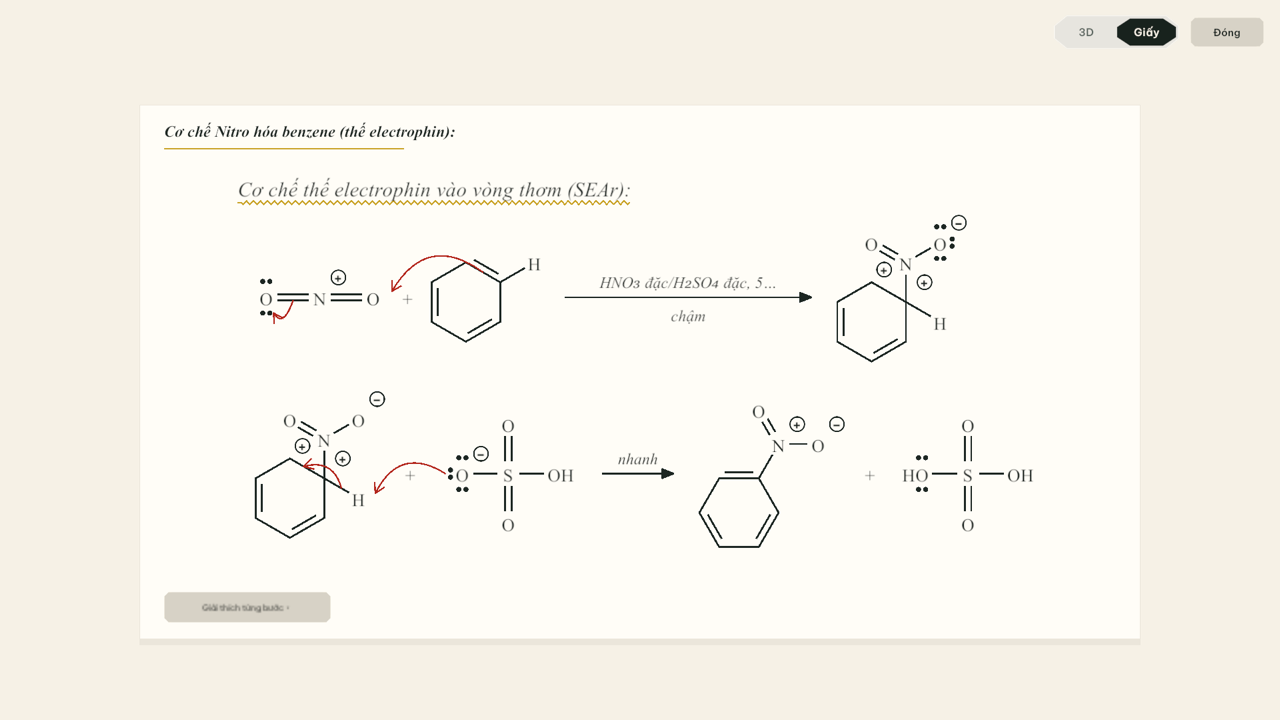 3D
Giấy
Đóng
Cơ chế Nitro hóa benzene (thế electrophin):
Cơ chế thế electrophin vào vòng thơm (SEAr):
O N ⊕ O + H
HNO₃ đặc/H₂SO₄ đặc, 5...
chậm
O N O ⊖ ⊕ ⊕ H
O N O ⊖ ⊕ ⊕ H + O ⊖ S O O OH
nhanh
O N ⊕ O ⊖ + HO S O O OH
Giải thích từng bước